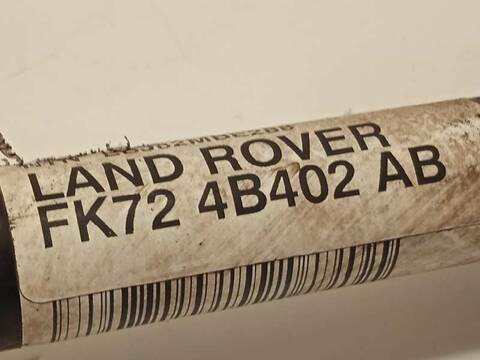 LAND ROVER
FK72 4B402 AB